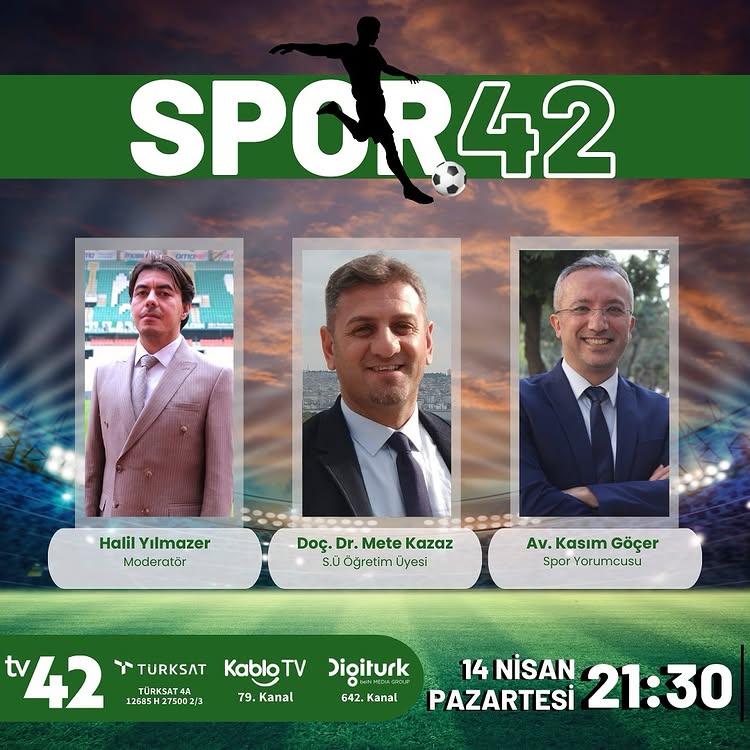 SPOR42
Halil Yılmazer
Moderatör
Doç. Dr. Mete Kazaz
S.Ü Öğretim Üyesi
Av. Kasım Göçer
Spor Yorumcusu
tv42
TÜRKSAT
TÜRKSAT 4A
12685 H 27500 2/3
KabloTV
79. Kanal
Digiturk
beIN MEDIA GROUP
642. Kanal
14 NİSAN
PAZARTESİ
21:30